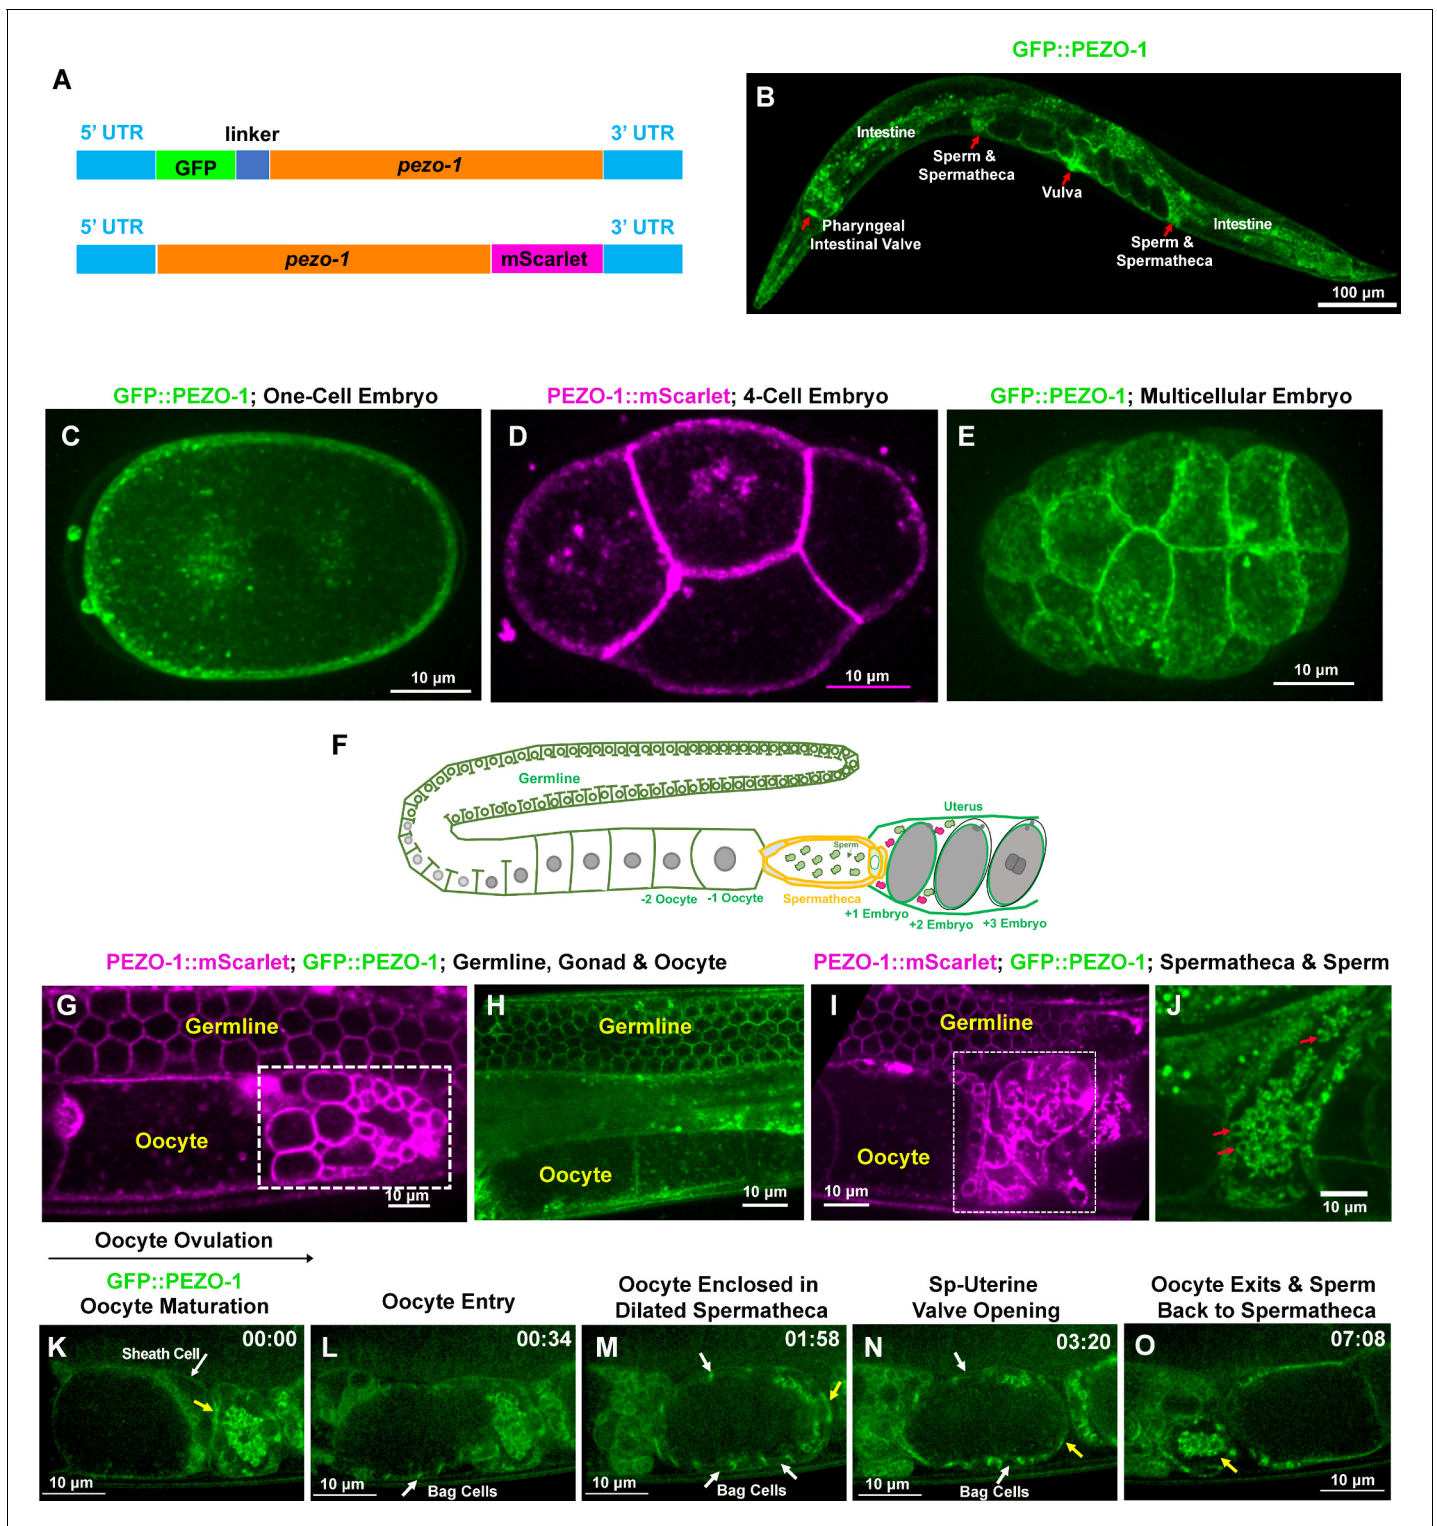 A
5' UTR
linker
3' UTR
GFP
pezo-1
5' UTR
3' UTR
pezo-1
mScarlet
GFP::PEZO-1
B
Intestine
Sperm &
Spermatheca
Vulva
Pharyngeal
Intestinal Valve
Intestine
Sperm &
Spermatheca
100 µm
GFP::PEZO-1; One-Cell Embryo
C
10 µm
PEZO-1::mScarlet; 4-Cell Embryo
D
10 µm
GFP::PEZO-1; Multicellular Embryo
E
10 µm
F
Germline
Uterus
Sperm
-2 Oocyte
-1 Oocyte
Spermatheca
+1 Embryo
+2 Embryo
+3 Embryo
PEZO-1::mScarlet; GFP::PEZO-1; Germline, Gonad & Oocyte
G
Germline
Oocyte
10 µm
H
Germline
Oocyte
10 µm
PEZO-1::mScarlet; GFP::PEZO-1; Spermatheca & Sperm
I
Germline
Oocyte
10 µm
J
10 µm
Oocyte Ovulation
GFP::PEZO-1
Oocyte Maturation
K
00:00
Sheath Cell
10 µm
Oocyte Entry
L
00:34
Bag Cells
10 µm
Oocyte Enclosed in
Dilated Spermatheca
M
01:58
Bag Cells
10 µm
Sp-Uterine
Valve Opening
N
03:20
Bag Cells
10 µm
Oocyte Exits & Sperm
Back to Spermatheca
O
07:08
10 µm